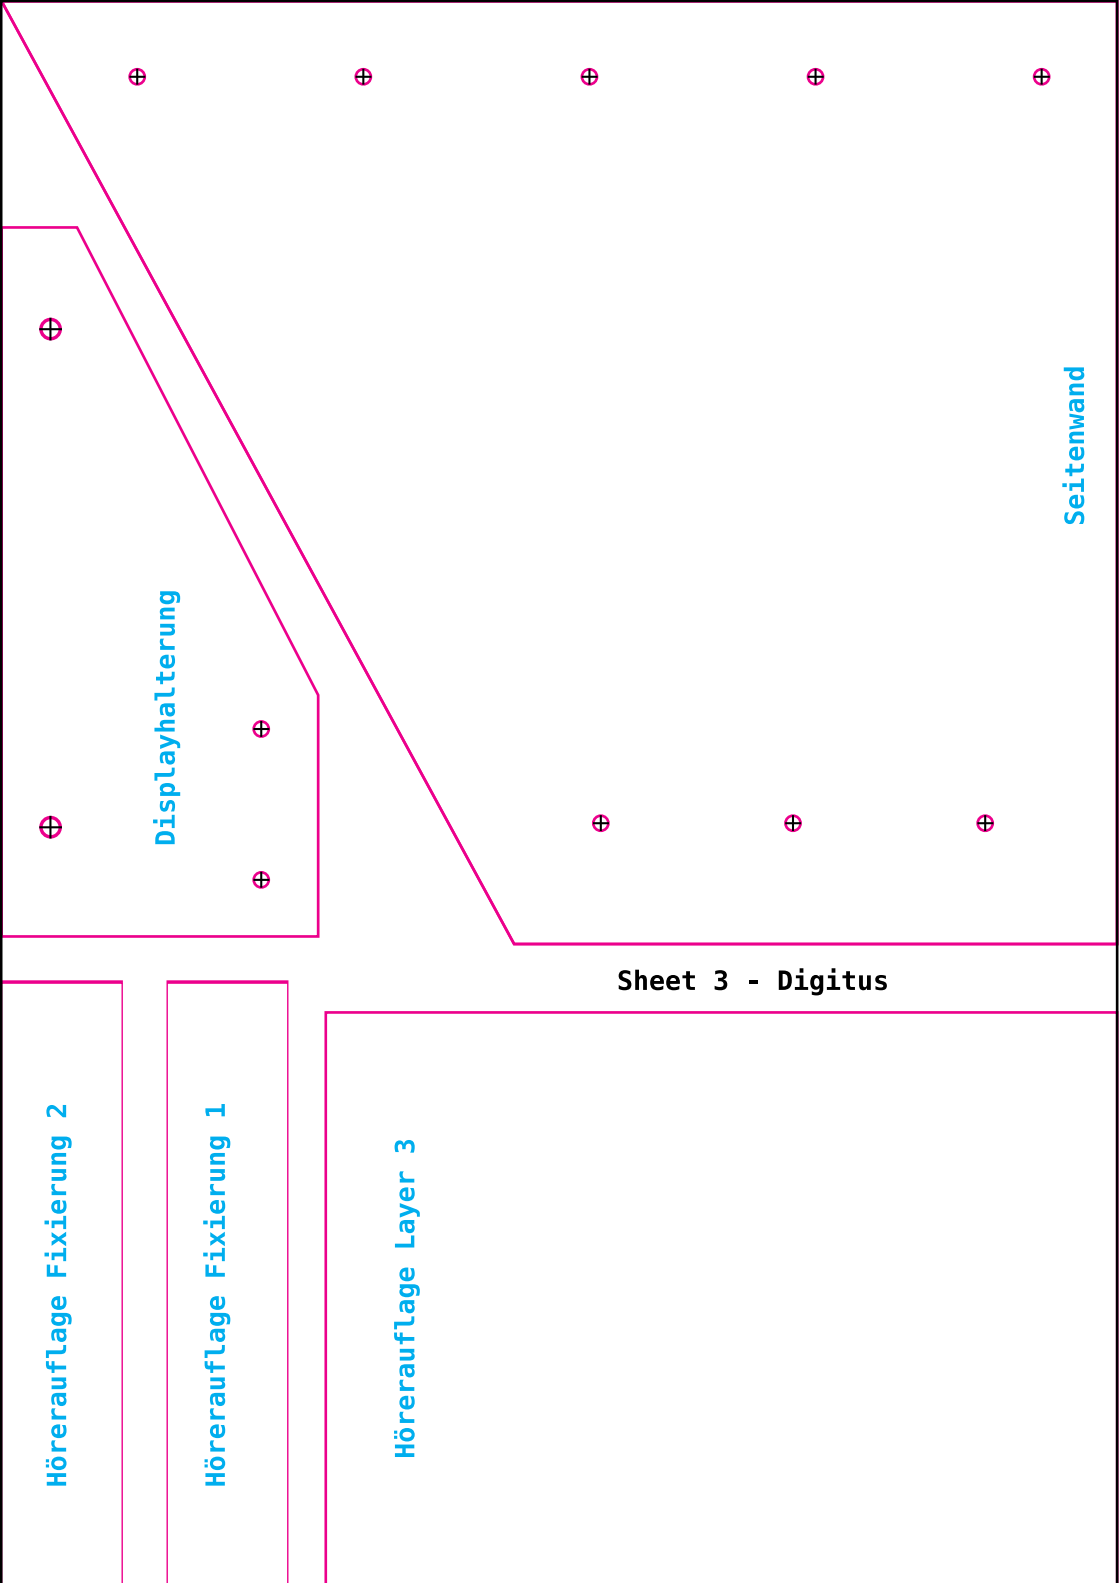 Seitenwand
Displayhalterung
Sheet 3 - Digitus
Hörerauflage Fixierung 2
Hörerauflage Fixierung 1
Hörerauflage Layer 3